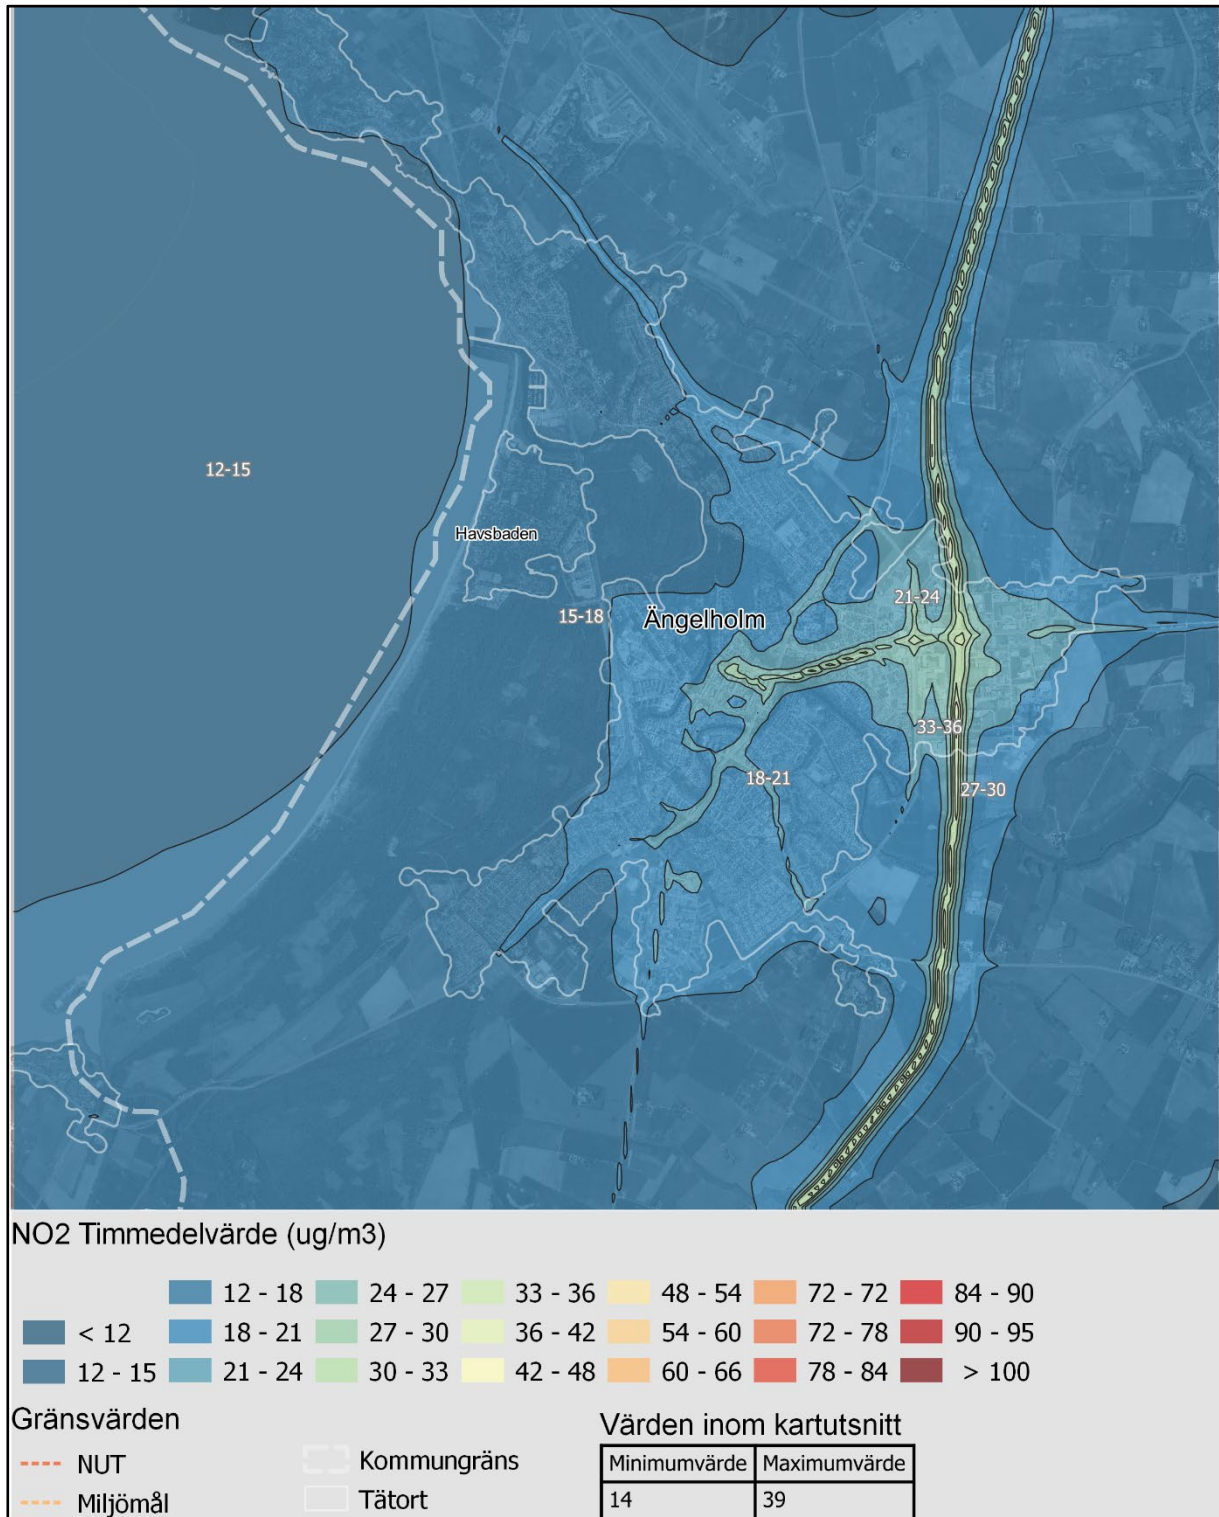 12-15
Havsbaden
15-18
Ängelholm
21-24
33-36
18-21
27-30
NO2 Timmedelvärde (ug/m3)
12 - 18 24 - 27 33 - 36 48 - 54 72 - 72 84 - 90
< 12 18 - 21 27 - 30 36 - 42 54 - 60 72 - 78 90 - 95
12 - 15 21 - 24 30 - 33 42 - 48 60 - 66 78 - 84 > 100
Gränsvärden
NUT
Miljömål
Kommungräns
Tätort
Värden inom kartutsnitt
Minimumvärde Maximumvärde
14 39